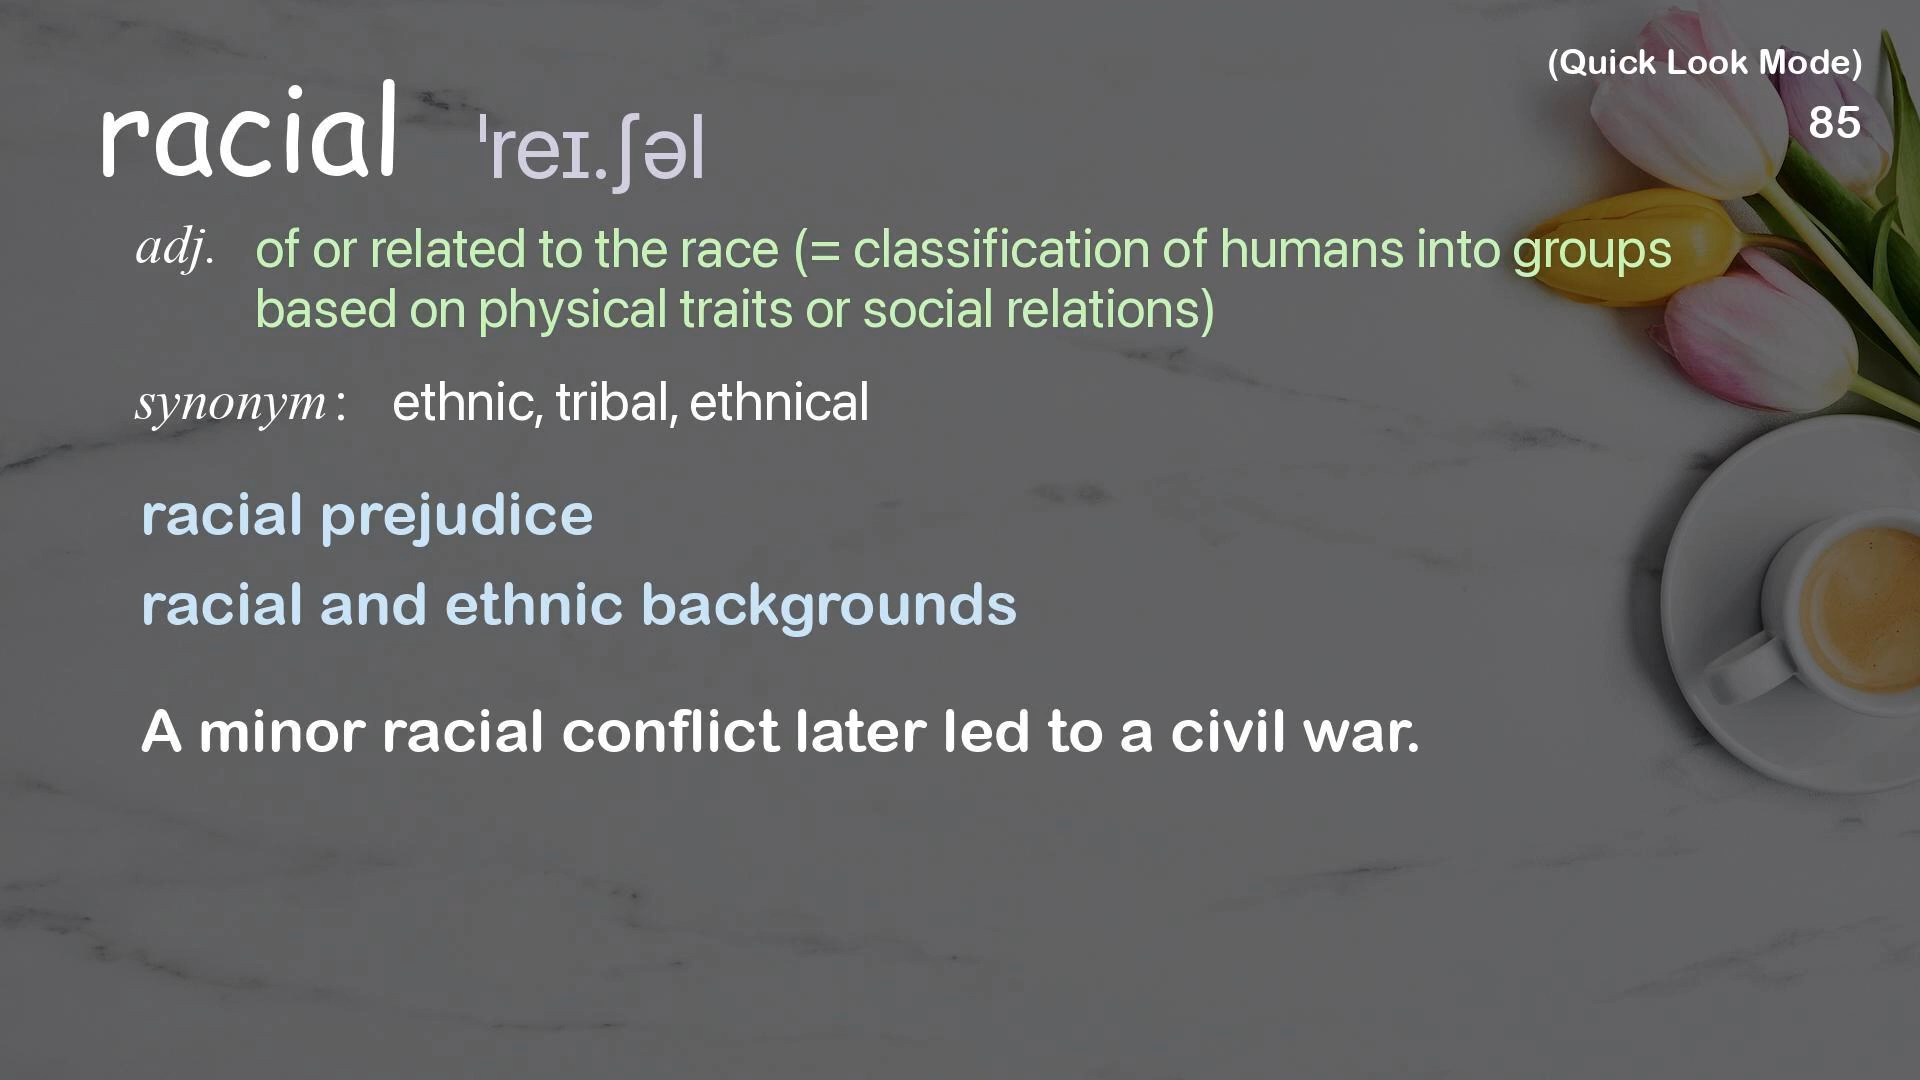 (Quick Look Mode)
85
racial ˈreɪ.ʃəl
adj. of or related to the race (= classification of humans into groups
based on physical traits or social relations)
synonym: ethnic, tribal, ethnical
racial prejudice
racial and ethnic backgrounds
A minor racial conflict later led to a civil war.